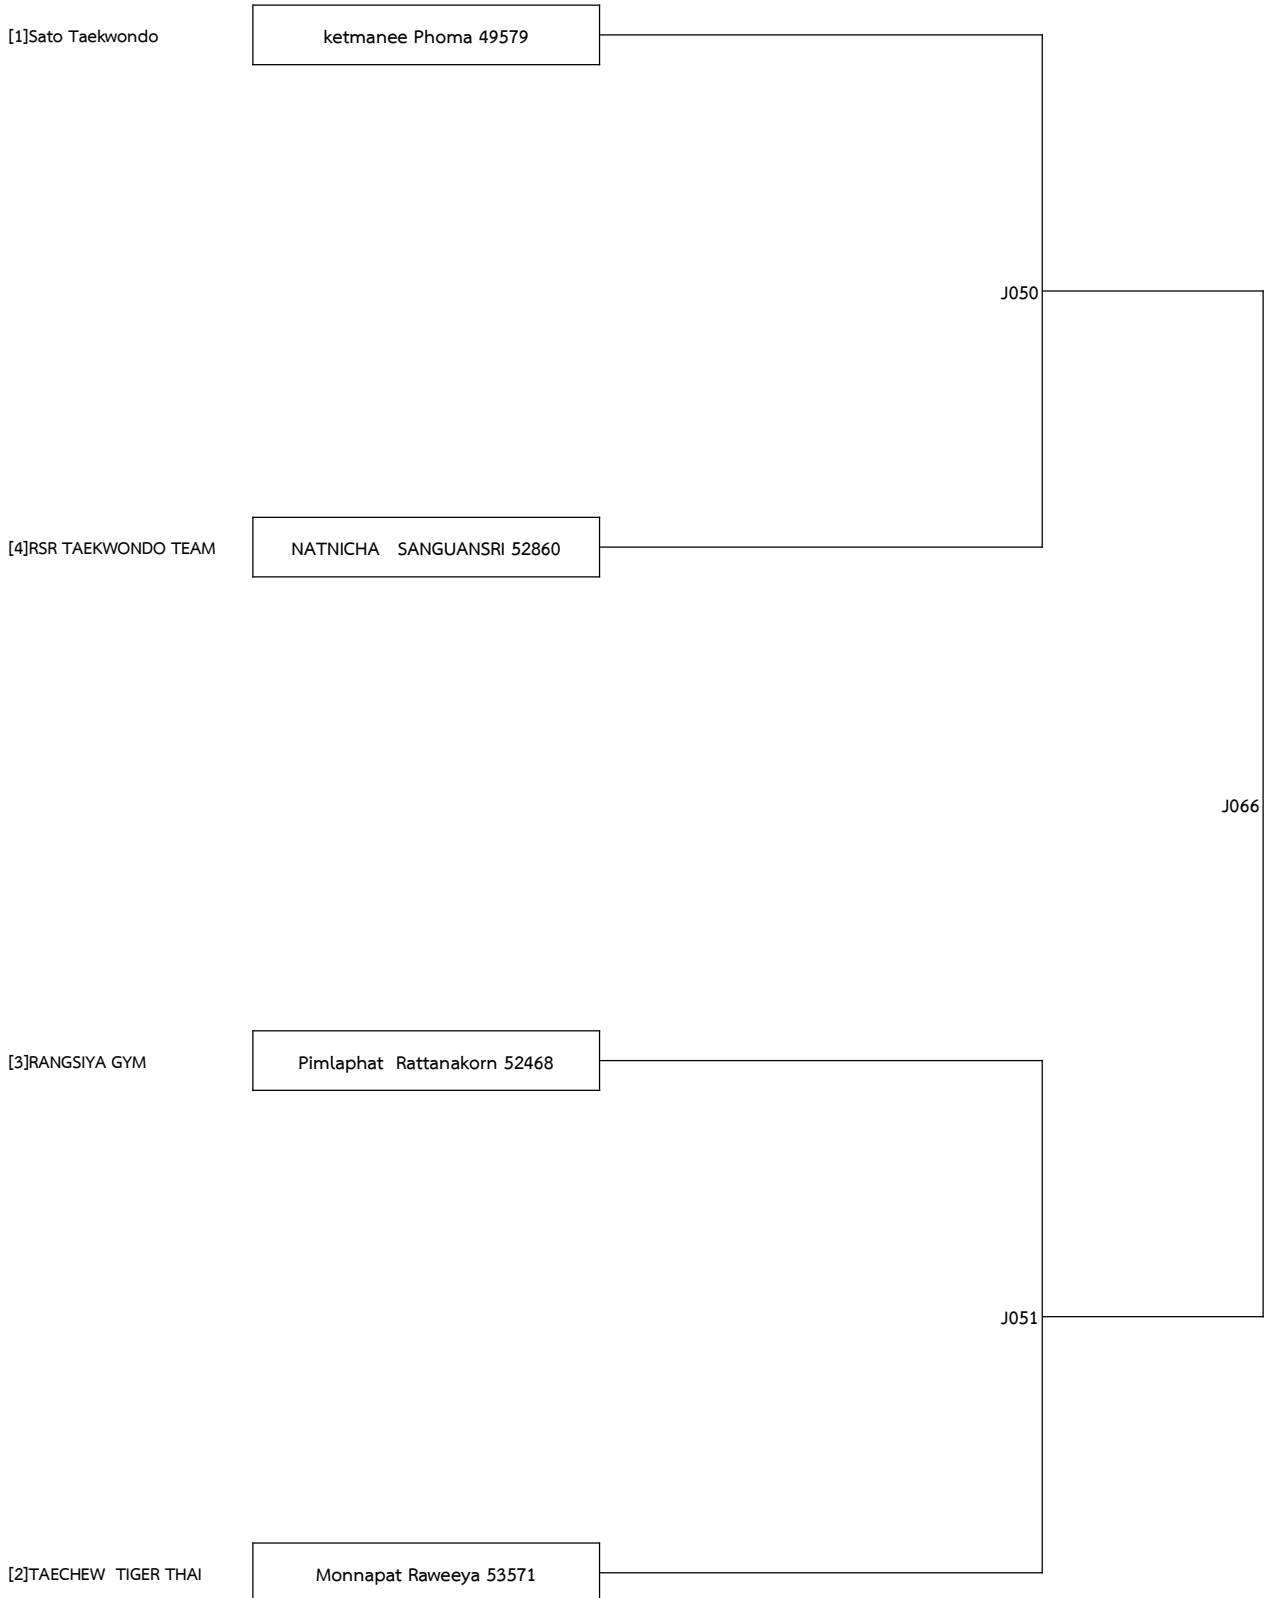 [1]Sato Taekwondo
ketmanee Phoma 49579
J050
[4]RSR TAEKWONDO TEAM
NATNICHA   SANGUANSRI 52860
J066
[3]RANGSIYA GYM
Pimlaphat  Rattanakorn 52468
J051
[2]TAECHEW  TIGER THAI
Monnapat Raweeya 53571